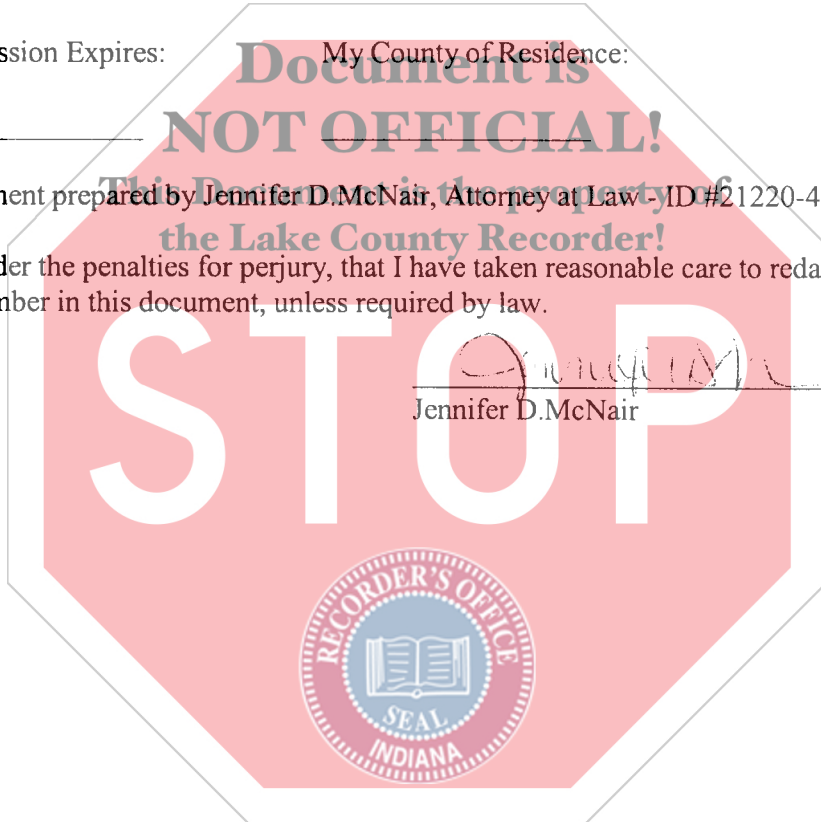 ssion Expires: My County of Residence:
Document is
NOT OFFICIAL!
ent prepared by Jennifer D.McNair, Attorney at Law - ID #21220-4
This Document is the property of
the Lake County Recorder!
der the penalties for perjury, that I have taken reasonable care to reda
ber in this document, unless required by law.
STOP
Jennifer D.McNair
RECORDER'S OFFICE
SEAL
INDIANA